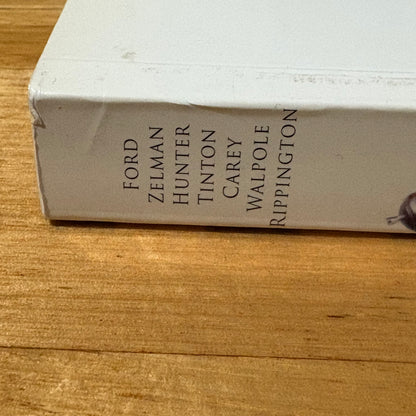 FORD
ZELMAN
HUNTER
TINTON
CAREY
WALPOLE
RIPPINGTON